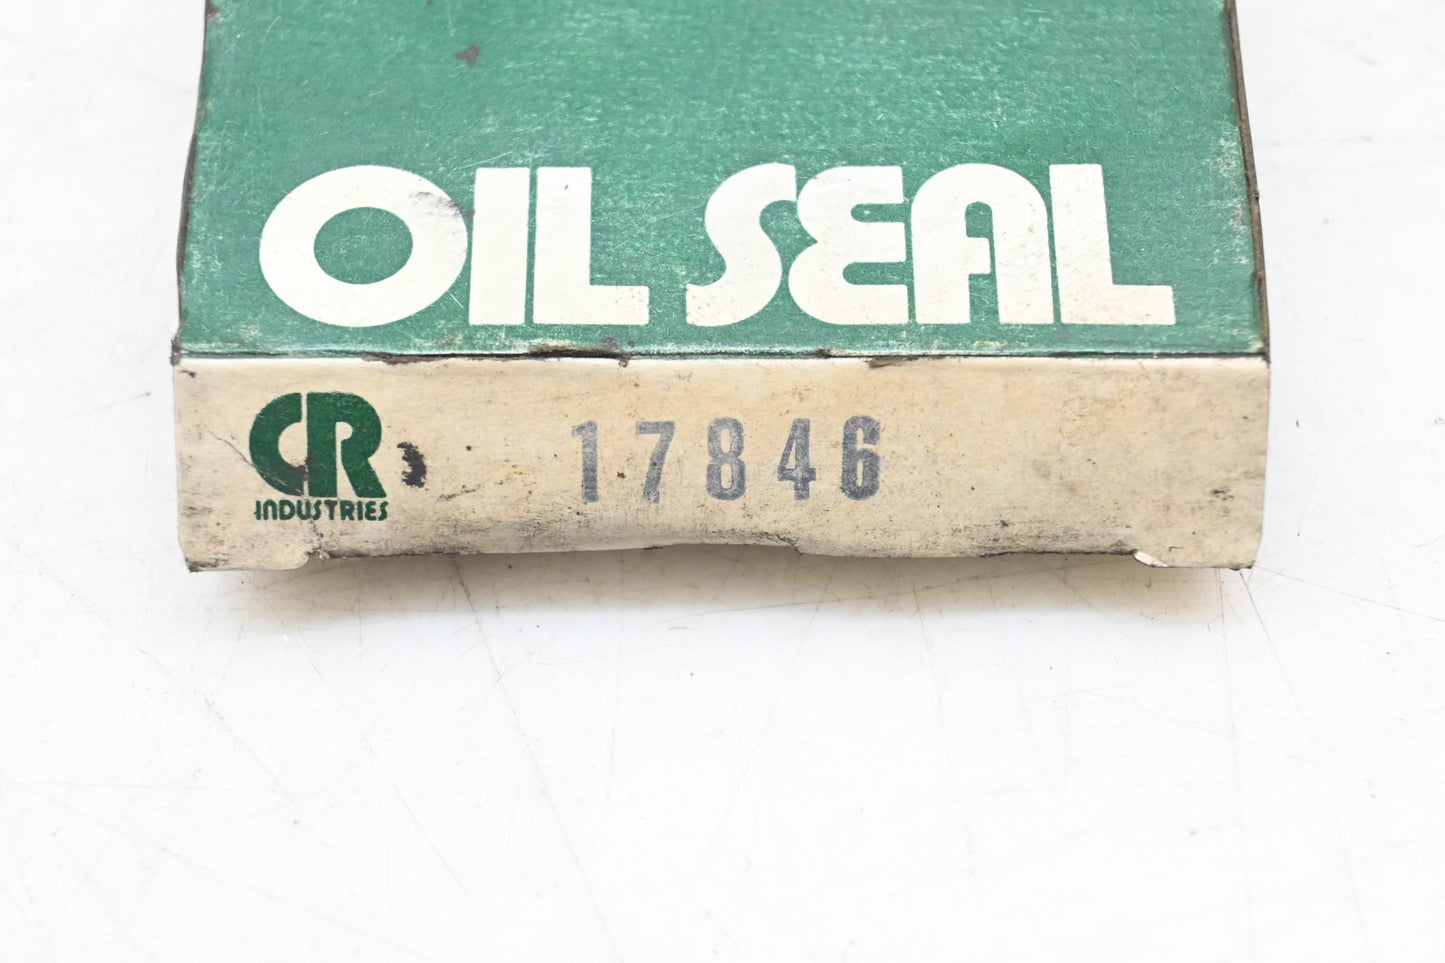 OIL SEAL
CR 17846
INDUSTRIES